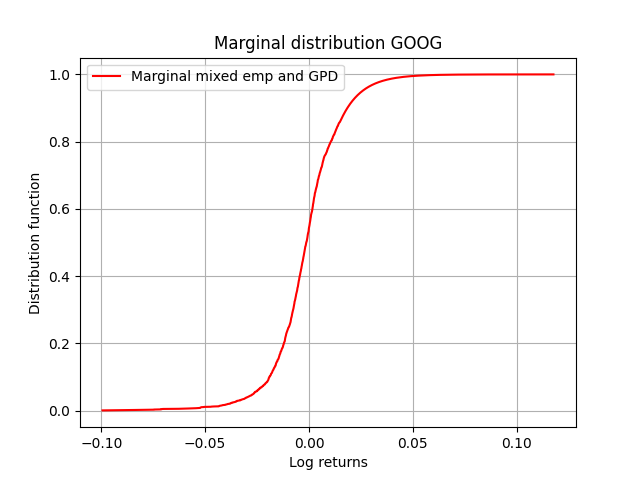 Marginal distribution GOOG
Marginal mixed emp and GPD
1.0
0.8
0.6
0.4
0.2
0.0
Distribution function
−0.10
−0.05
0.00
0.05
0.10
Log returns